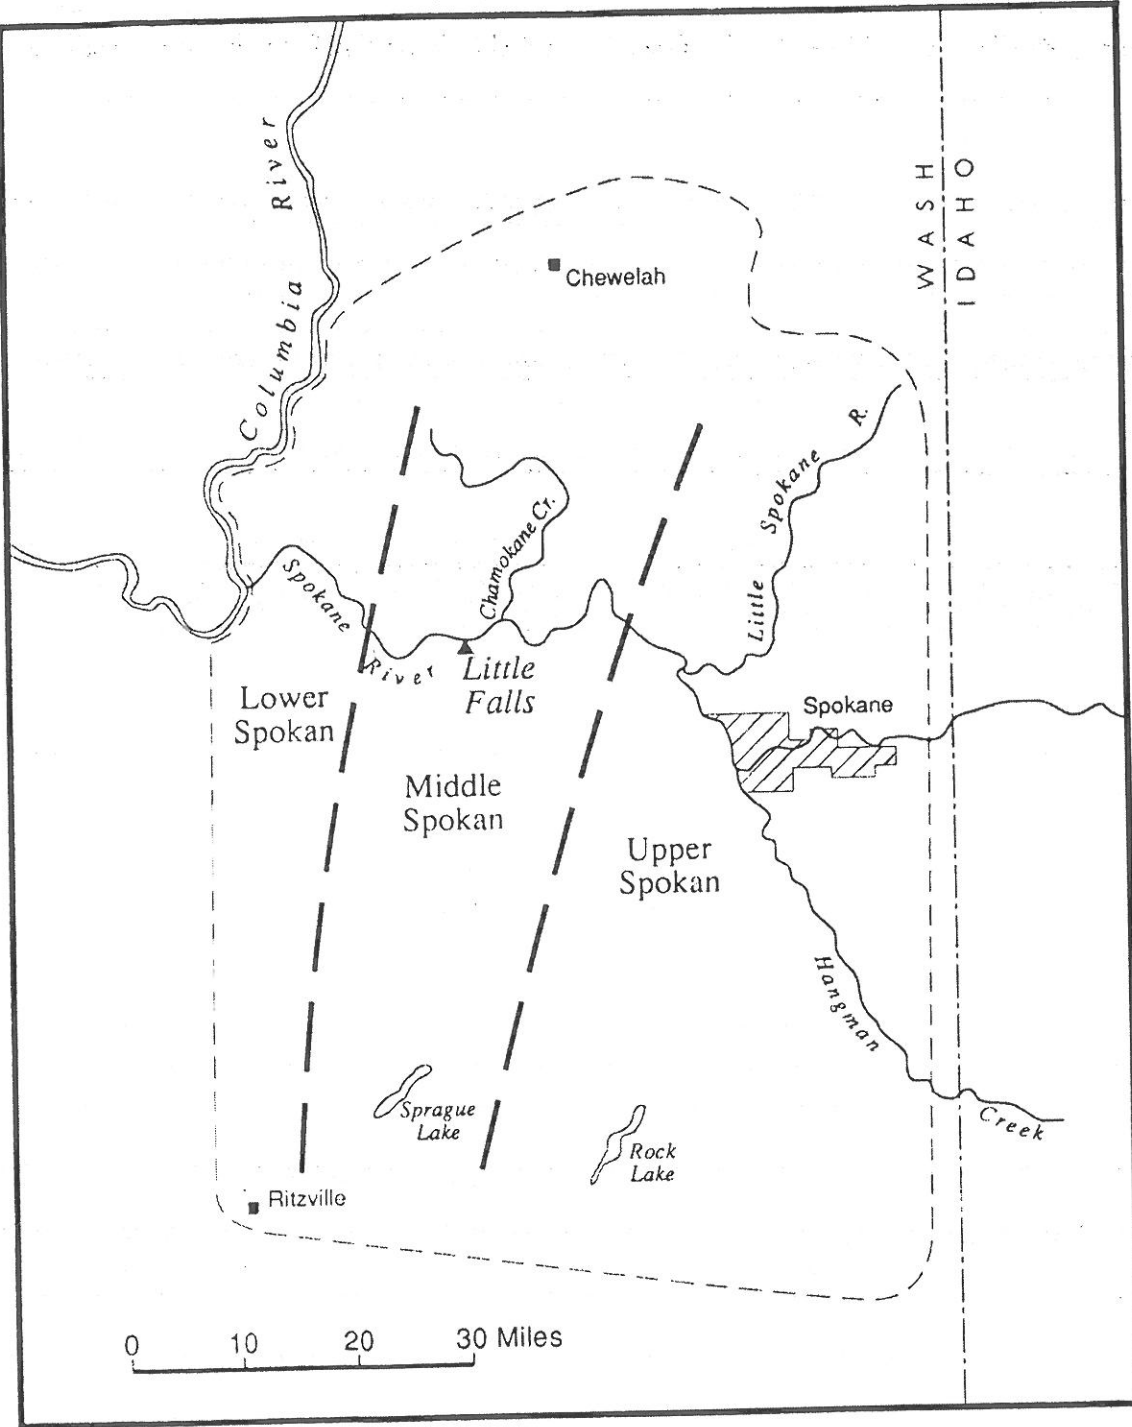 WASH
IDAHO
Columbia River
Chewelah
Little Spokane R.
Chamokane Cr.
Spokane River
Little
Falls
Lower
Spokan
Spokane
Middle
Spokan
Upper
Spokan
Hangman Creek
Sprague
Lake
Rock
Lake
Ritzville
0 10 20 30 Miles